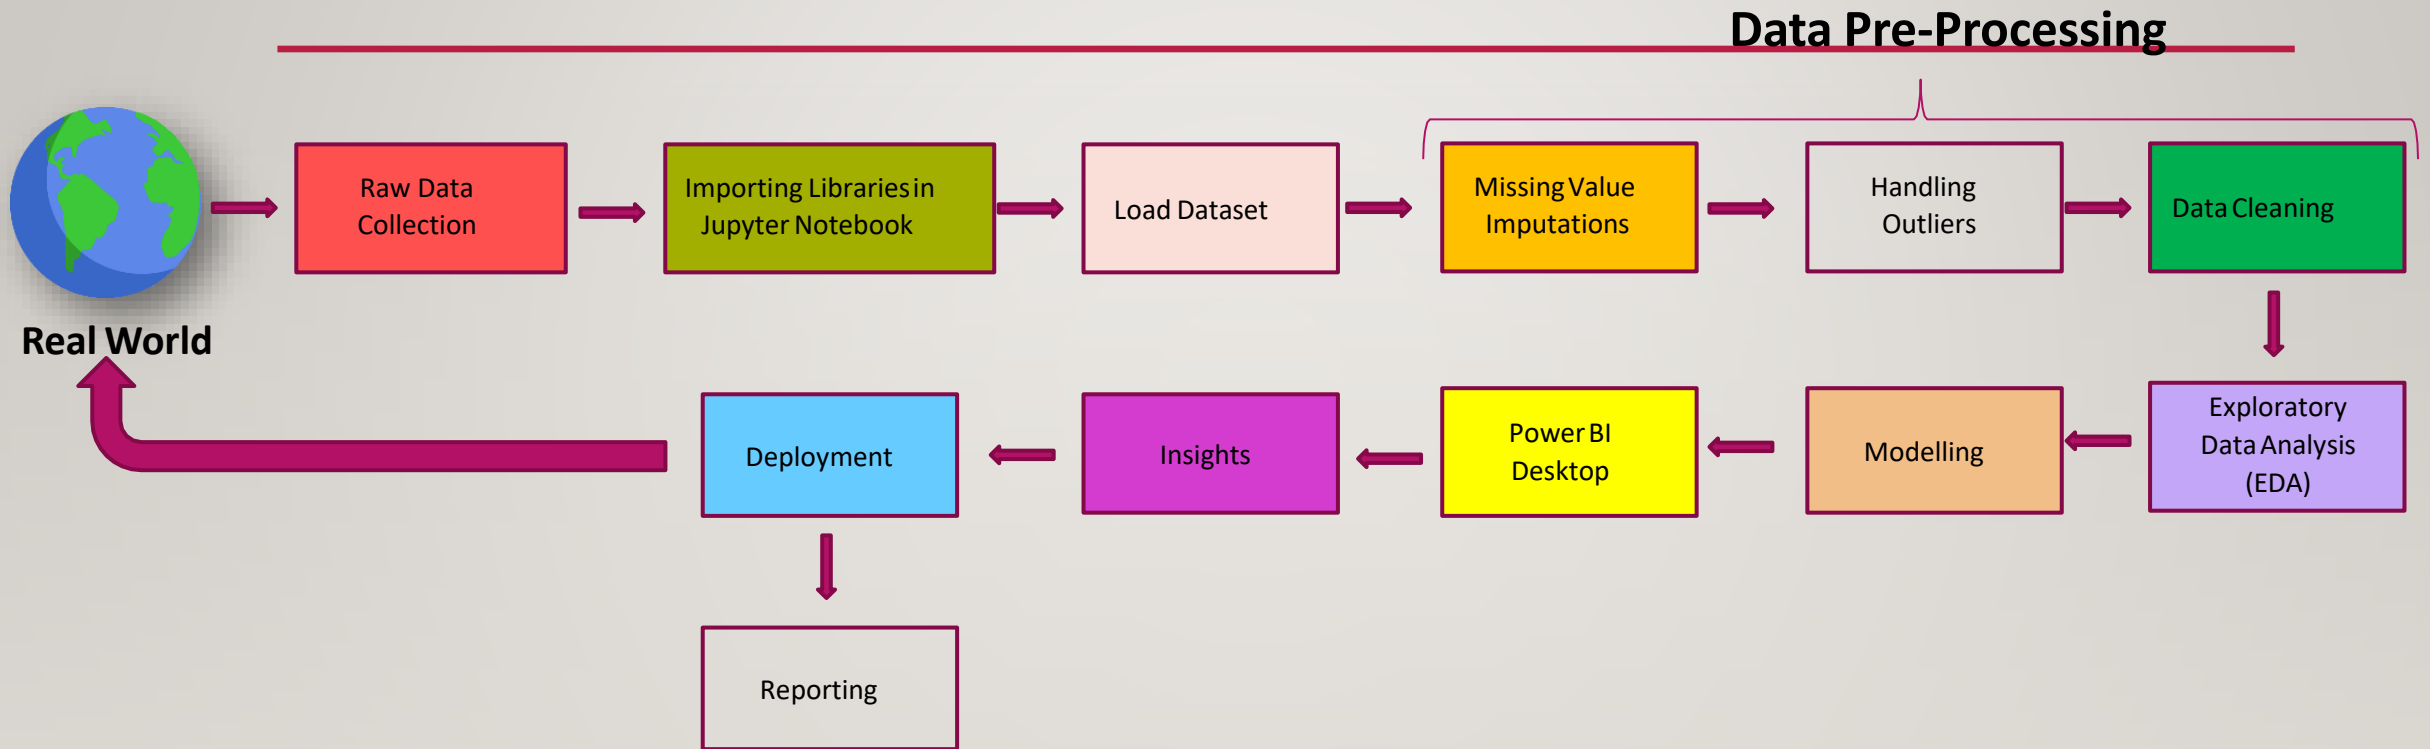 Data Pre-Processing
Raw Data
Collection
Importing Libraries in
Jupyter Notebook
Load Dataset
Missing Value
Imputations
Handling
Outliers
Data Cleaning
Real World
Deployment
Insights
Power BI
Desktop
Modelling
Exploratory
Data Analysis
(EDA)
Reporting